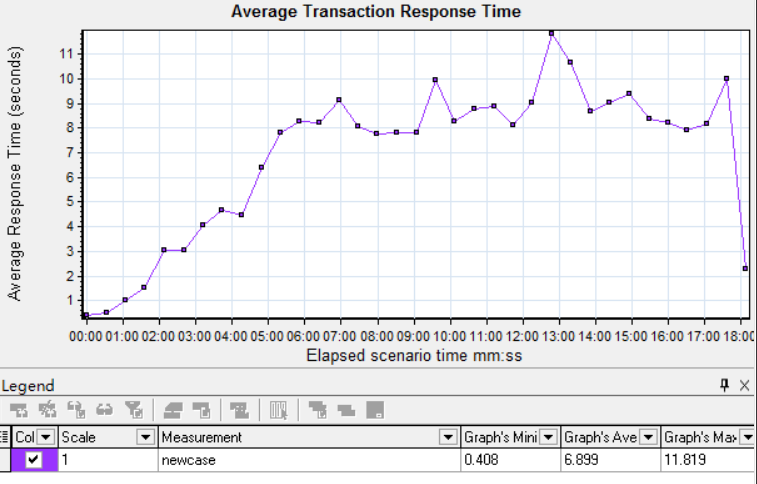 Average Transaction Response Time
Average Response Time (seconds)
11
10
9
8
7
6
5
4
3
2
1
00:00 01:00 02:00 03:00 04:00 05:00 06:00 07:00 08:00 09:00 10:00 11:00 12:00 13:00 14:00 15:00 16:00 17:00 18:00
Elapsed scenario time mm:ss
Legend
Col Scale Measurement Graph's Mini Graph's Ave Graph's Max
1 newcase 0.408 6.899 11.819